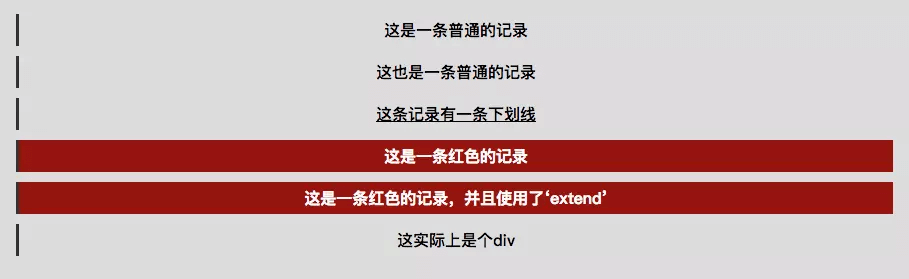 这是一条普通的记录
这也是一条普通的记录
这条记录有一条下划线
这是一条红色的记录
这是一条红色的记录，并且使用了‘extend’
这实际上是个div